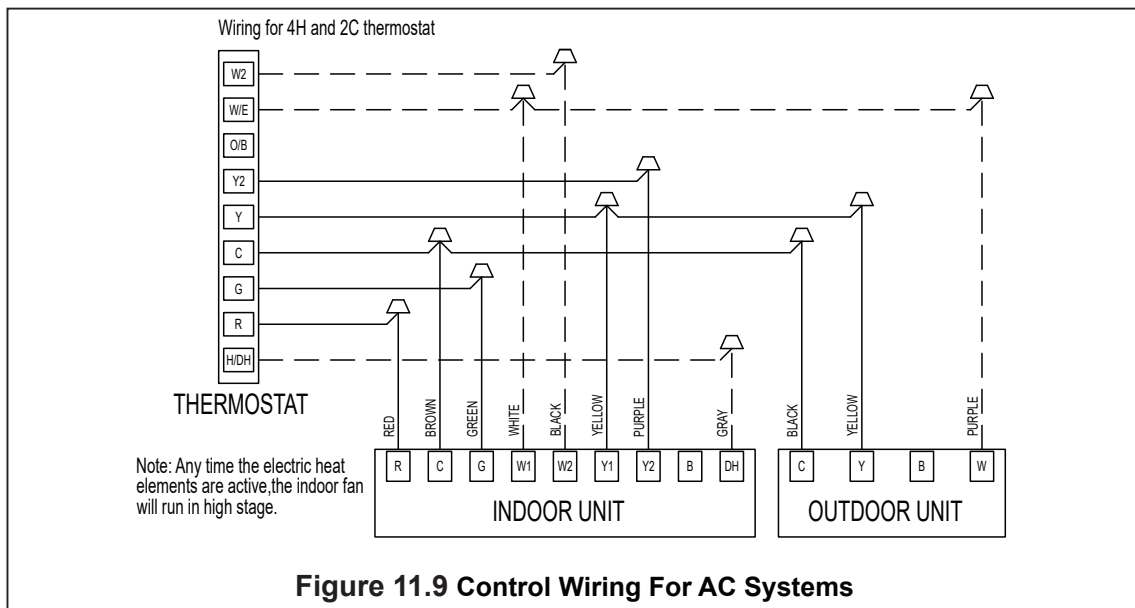 Wiring for 4H and 2C thermostat
W2
W/E
O/B
Y2
Y
C
G
R
H/DH
THERMOSTAT
RED
BROWN
GREEN
WHITE
BLACK
YELLOW
PURPLE
GRAY
BLACK
YELLOW
PURPLE
Note: Any time the electric heat
elements are active,the indoor fan
will run in high stage.
R C G W1 W2 Y1 Y2 B DH
INDOOR UNIT
C Y B W
OUTDOOR UNIT
Figure 11.9 Control Wiring For AC Systems